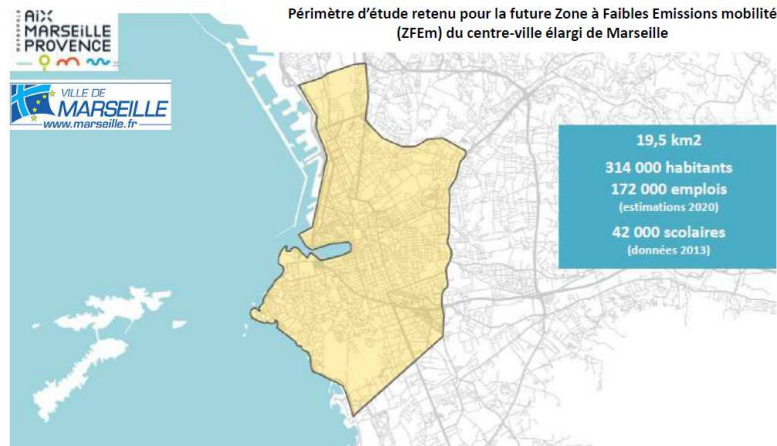 Périmètre d'étude retenu pour la future Zone à Faibles Emissions mobilité
(ZFEm) du centre-ville élargi de Marseille
MÉTROPOLE
AIX
MARSEILLE
PROVENCE
VILLE DE
MARSEILLE
www.marseille.fr
19,5 km2
314 000 habitants
172 000 emplois
(estimations 2020)
42 000 scolaires
(données 2013)